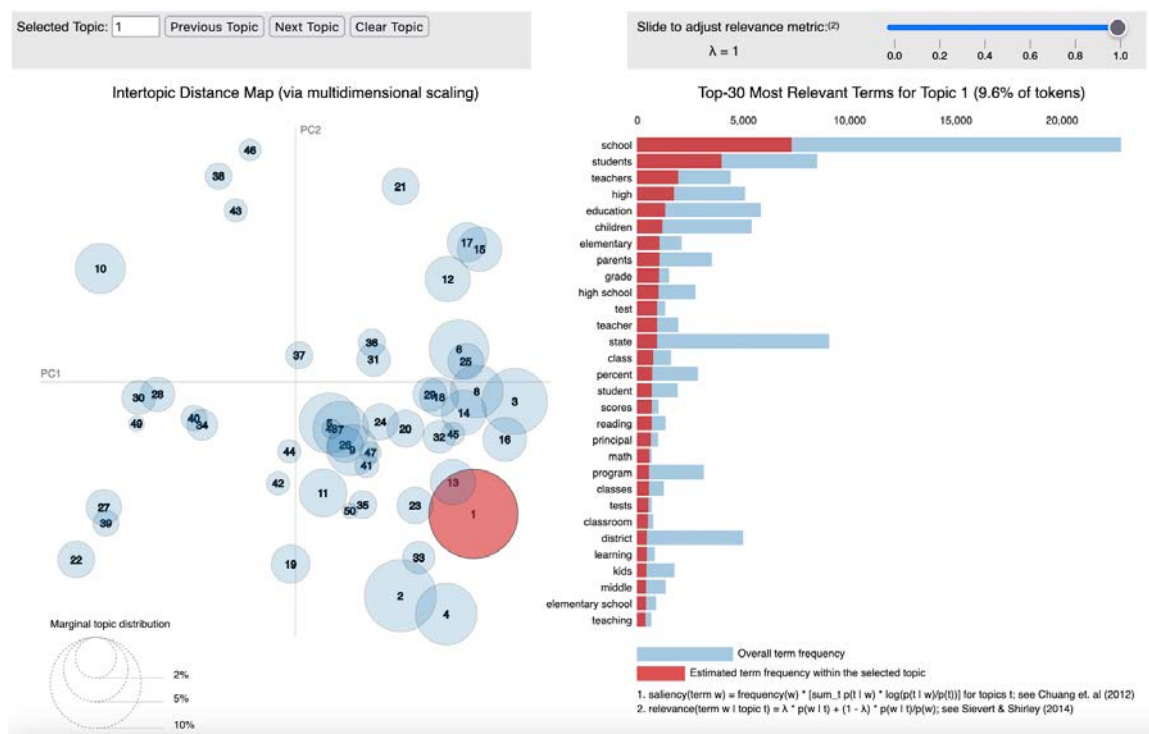 Selected Topic: 1 Previous Topic Next Topic Clear Topic
Slide to adjust relevance metric:(2)
λ = 1
0.0 0.2 0.4 0.6 0.8 1.0
Intertopic Distance Map (via multidimensional scaling)
PC2
PC1
46
38
43
21
17
15
10
12
37
36
31
6
25
30
28
49
40
34
29
18
8
3
14
5
24
20
32
45
16
26
9
47
41
44
42
11
35
50
13
23
1
27
39
22
19
33
2
4
Marginal topic distribution
2%
5%
10%
Top-30 Most Relevant Terms for Topic 1 (9.6% of tokens)
0 5,000 10,000 15,000 20,000
school
students
teachers
high
education
children
elementary
parents
grade
high school
test
teacher
state
class
percent
student
scores
reading
principal
math
program
classes
tests
classroom
district
learning
kids
middle
elementary school
teaching
Overall term frequency
Estimated term frequency within the selected topic
1. saliency(term w) = frequency(w) * [sum_t p(t | w) * log(p(t | w)/p(t))] for topics t; see Chuang et. al (2012)
2. relevance(term w | topic t) = λ * p(w | t) + (1 - λ) * p(w | t)/p(w); see Sievert & Shirley (2014)